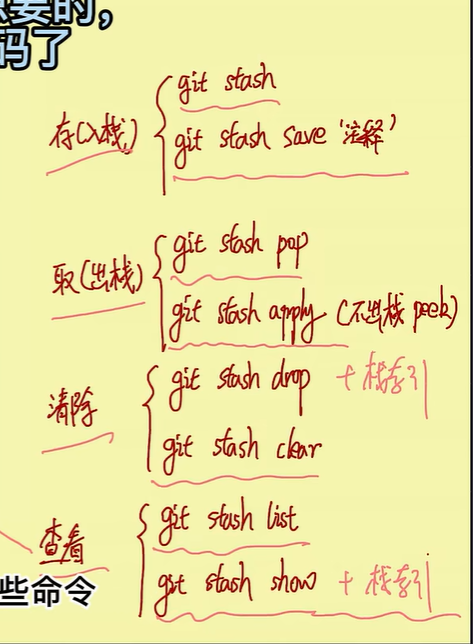 想要的，
码了
存(入栈)
git stash
git stash save '注释'
取(出栈)
git stash pop
git stash apply (不出栈 peek)
清除
git stash drop + 栈索引
git stash clear
查看
git stash list
些命令
git stash show + 栈索引